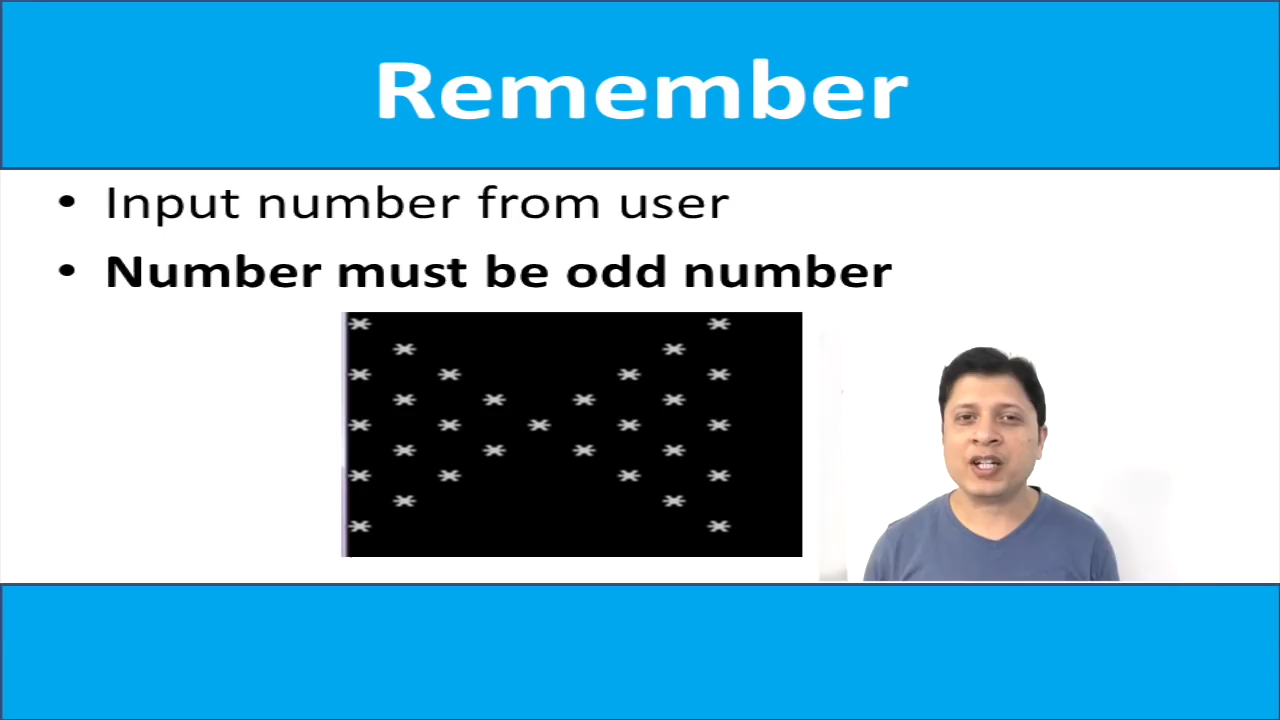 Remember
• Input number from user
• Number must be odd number
* *
* *
* * * *
* * * *
* * * * *
* * * *
* * * *
* *
* *